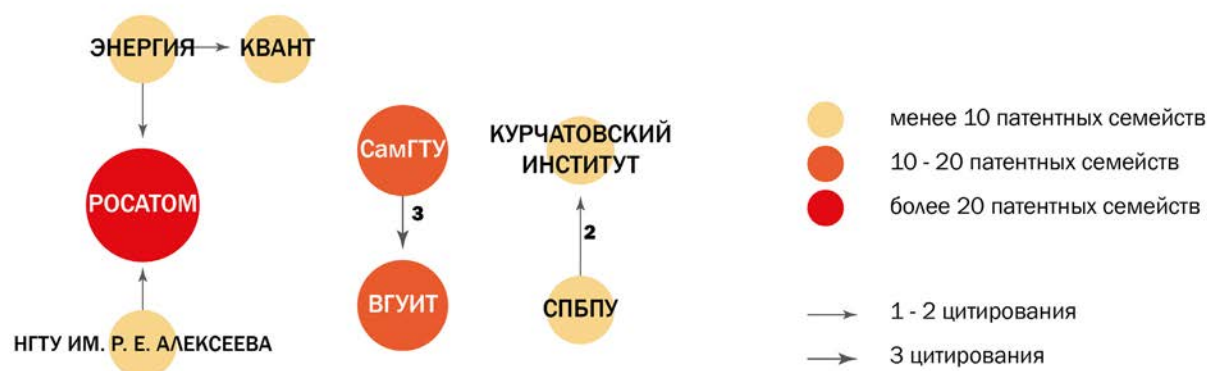 ЭНЕРГИЯ
КВАНТ
РОСАТОМ
НГТУ ИМ. Р. Е. АЛЕКСЕЕВА
СамГТУ
3
ВГУИТ
КУРЧАТОВСКИЙ
ИНСТИТУТ
2
СПБПУ
менее 10 патентных семейств
10 - 20 патентных семейств
более 20 патентных семейств
1 - 2 цитирования
3 цитирования